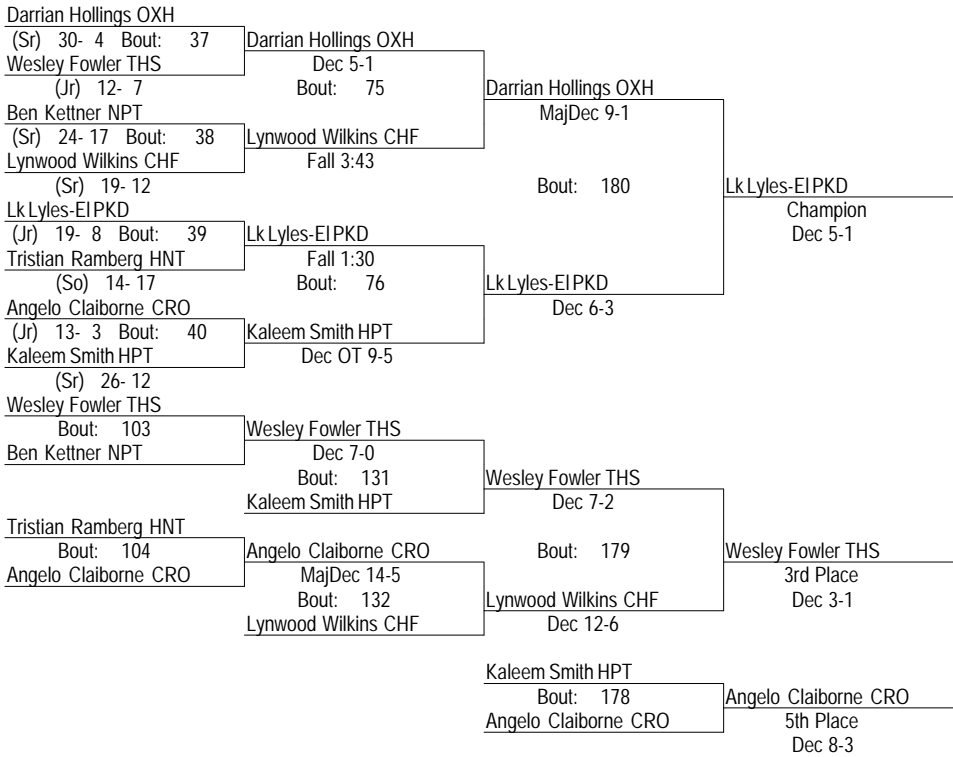 Darrian Hollings OXH
(Sr) 30- 4 Bout: 37 Darrian Hollings OXH
Wesley Fowler THS Dec 5-1
(Jr) 12- 7 Bout: 75 Darrian Hollings OXH
Ben Kettner NPT MajDec 9-1
(Sr) 24- 17 Bout: 38 Lynwood Wilkins CHF
Lynwood Wilkins CHF Fall 3:43
(Sr) 19- 12 Bout: 180 Lk Lyles-El PKD
Lk Lyles-El PKD Champion
(Jr) 19- 8 Bout: 39 Lk Lyles-El PKD Dec 5-1
Tristian Ramberg HNT Fall 1:30
(So) 14- 17 Bout: 76 Lk Lyles-El PKD
Angelo Claiborne CRO Dec 6-3
(Jr) 13- 3 Bout: 40 Kaleem Smith HPT
Kaleem Smith HPT Dec OT 9-5
(Sr) 26- 12
Wesley Fowler THS
Bout: 103 Wesley Fowler THS
Ben Kettner NPT Dec 7-0
Bout: 131 Wesley Fowler THS
Kaleem Smith HPT Dec 7-2
Tristian Ramberg HNT
Bout: 104 Angelo Claiborne CRO Bout: 179 Wesley Fowler THS
Angelo Claiborne CRO MajDec 14-5 3rd Place
Bout: 132 Lynwood Wilkins CHF Dec 3-1
Lynwood Wilkins CHF Dec 12-6
Kaleem Smith HPT
Bout: 178 Angelo Claiborne CRO
Angelo Claiborne CRO 5th Place
Dec 8-3